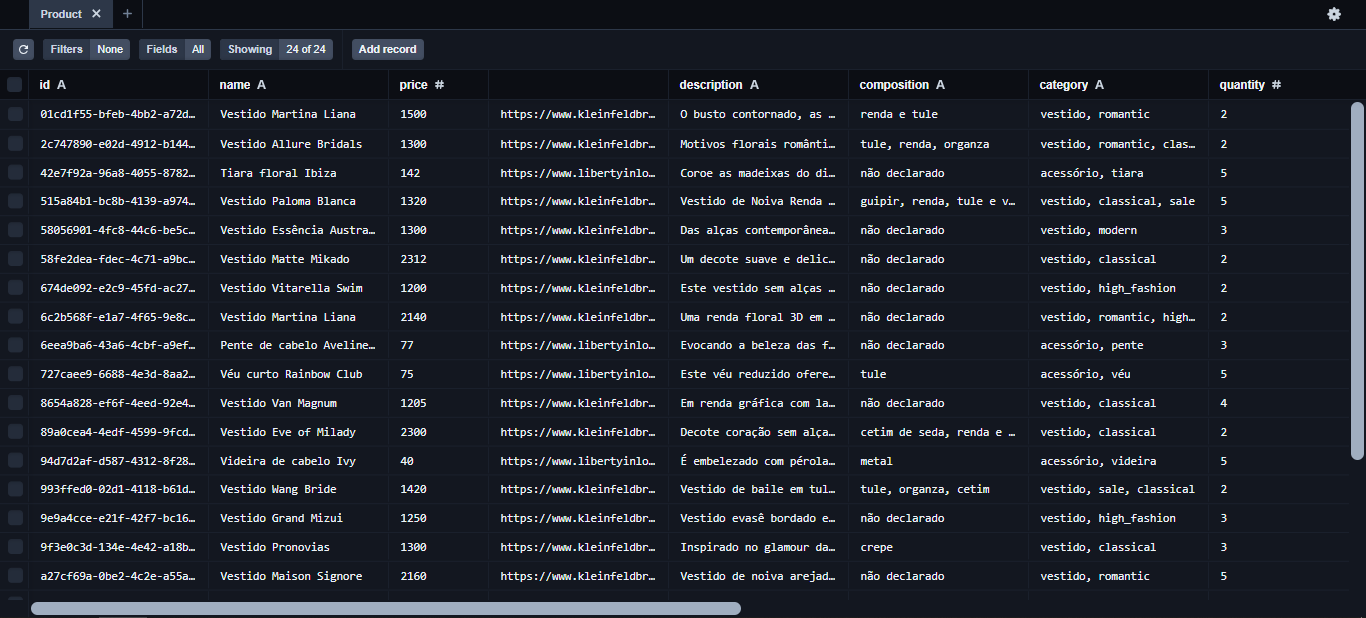 Product × +
Filters None Fields All Showing 24 of 24 Add record
id A name A price # description A composition A category A quantity #
01cd1f55-bfeb-4bb2-a72d… Vestido Martina Liana 1500 https://www.kleinfeldbr… O busto contornado, as … renda e tule vestido, romantic 2
2c747890-e02d-4912-b144… Vestido Allure Bridals 1300 https://www.kleinfeldbr… Motivos florais românti… tule, renda, organza vestido, romantic, clas… 2
42e7f92a-96a8-4055-8782… Tiara floral Ibiza 142 https://www.libertyinlo… Coroe as madeixas do di… não declarado acessório, tiara 5
515a84b1-bc8b-4139-a974… Vestido Paloma Blanca 1320 https://www.kleinfeldbr… Vestido de Noiva Renda … guipir, renda, tule e v… vestido, classical, sale 5
58056901-4fc8-44c6-be5c… Vestido Essência Austra… 1300 https://www.kleinfeldbr… Das alças contemporânea… não declarado vestido, modern 3
58fe2dea-fdec-4c71-a9bc… Vestido Matte Mikado 2312 https://www.kleinfeldbr… Um decote suave e delic… não declarado vestido, classical 2
674de092-e2c9-45fd-ac27… Vestido Vitarella Swim 1200 https://www.kleinfeldbr… Este vestido sem alças … não declarado vestido, high_fashion 2
6c2b568f-e1a7-4f65-9e8c… Vestido Martina Liana 2140 https://www.kleinfeldbr… Uma renda floral 3D em … não declarado vestido, romantic, high… 2
6eea9ba6-43a6-4cbf-a9ef… Pente de cabelo Aveline… 77 https://www.libertyinlo… Evocando a beleza das f… não declarado acessório, pente 3
727caee9-6688-4e3d-8aa2… Véu curto Rainbow Club 75 https://www.libertyinlo… Este véu reduzido ofere… tule acessório, véu 5
8654a828-ef6f-4eed-92e4… Vestido Van Magnum 1205 https://www.kleinfeldbr… Em renda gráfica com la… não declarado vestido, classical 4
89a0cea4-4edf-4599-9fcd… Vestido Eve of Milady 2300 https://www.kleinfeldbr… Decote coração sem alça… cetim de seda, renda e … vestido, classical 2
94d7d2af-d587-4312-8f28… Videira de cabelo Ivy 40 https://www.libertyinlo… É embelezado com pérola… metal acessório, videira 5
993ffed0-02d1-4118-b61d… Vestido Wang Bride 1420 https://www.kleinfeldbr… Vestido de baile em tul… tule, organza, cetim vestido, sale, classical 2
9e9a4cce-e21f-42f7-bc16… Vestido Grand Mizui 1250 https://www.kleinfeldbr… Vestido evasê bordado e… não declarado vestido, high_fashion 3
9f3e0c3d-134e-4e42-a18b… Vestido Pronovias 1300 https://www.kleinfeldbr… Inspirado no glamour da… crepe vestido, classical 3
a27cf69a-0be2-4c2e-a55a… Vestido Maison Signore 2160 https://www.kleinfeldbr… Vestido de noiva arejad… não declarado vestido, romantic 5